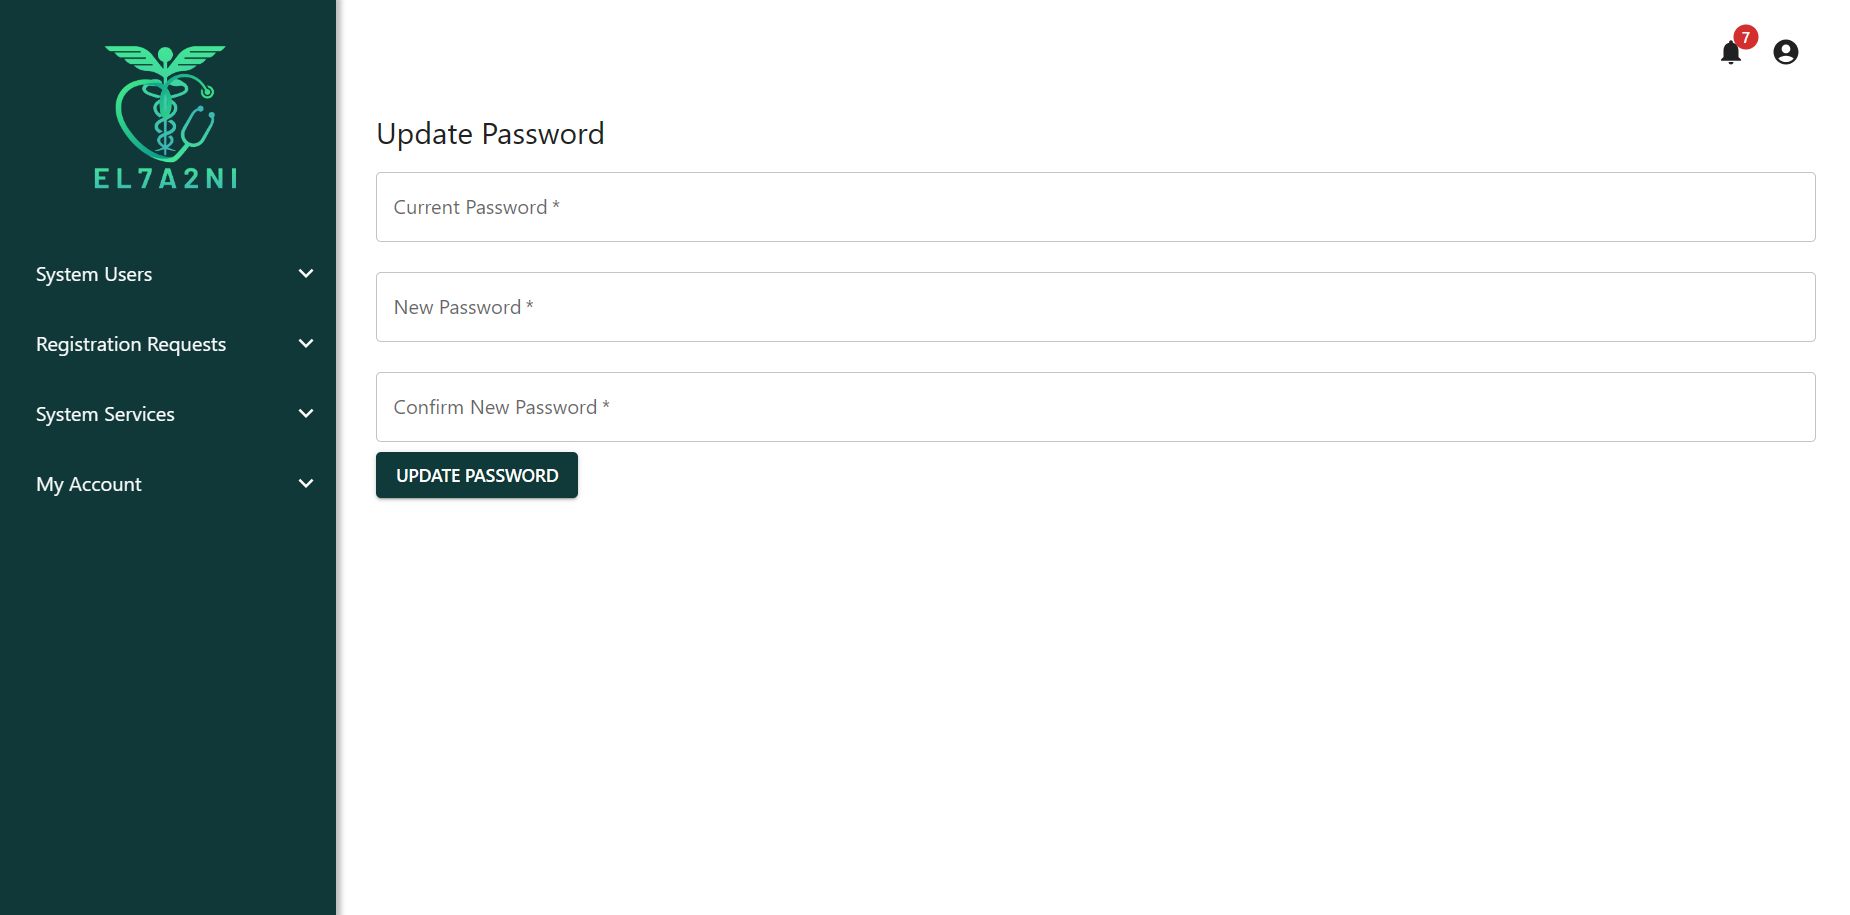 EL7A2NI
System Users
Registration Requests
System Services
My Account
7
Update Password
Current Password *
New Password *
Confirm New Password *
UPDATE PASSWORD